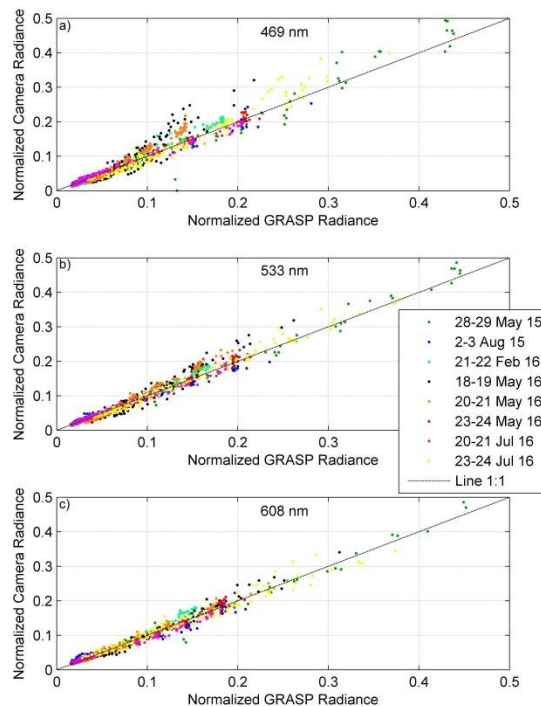 a)
469 nm
0.5
0.4
0.3
0.2
0.1
0
Normalized Camera Radiance
0.1 0.2 0.3 0.4 0.5
Normalized GRASP Radiance
b)
533 nm
0.5
0.4
0.3
0.2
0.1
0
Normalized Camera Radiance
0.1 0.2 0.3 0.4 0.5
Normalized GRASP Radiance
28-29 May 15
2-3 Aug 15
21-22 Feb 16
18-19 May 16
20-21 May 16
23-24 May 16
20-21 Jul 16
23-24 Jul 16
Line 1:1
c)
608 nm
0.5
0.4
0.3
0.2
0.1
0
Normalized Camera Radiance
0.1 0.2 0.3 0.4 0.5
Normalized GRASP Radiance